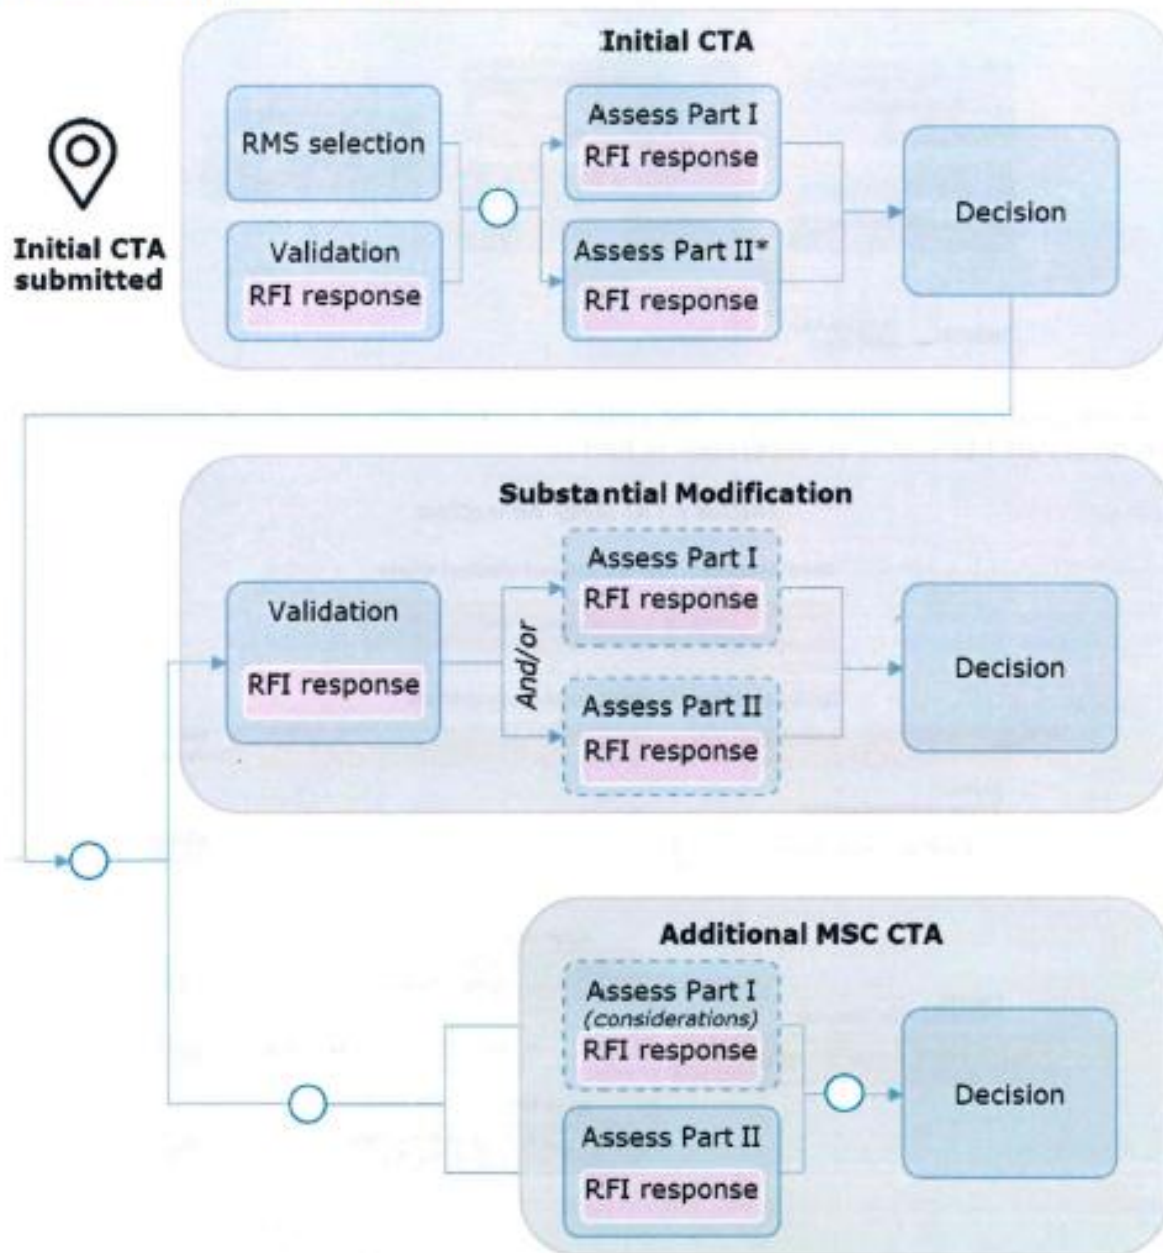 Initial CTA
Initial CTA
submitted
RMS selection
Validation
RFI response
Assess Part I
RFI response
Assess Part II*
RFI response
Decision
Substantial Modification
Validation
RFI response
And/or
Assess Part I
RFI response
Assess Part II
RFI response
Decision
Additional MSC CTA
Assess Part I
(considerations)
RFI response
Assess Part II
RFI response
Decision